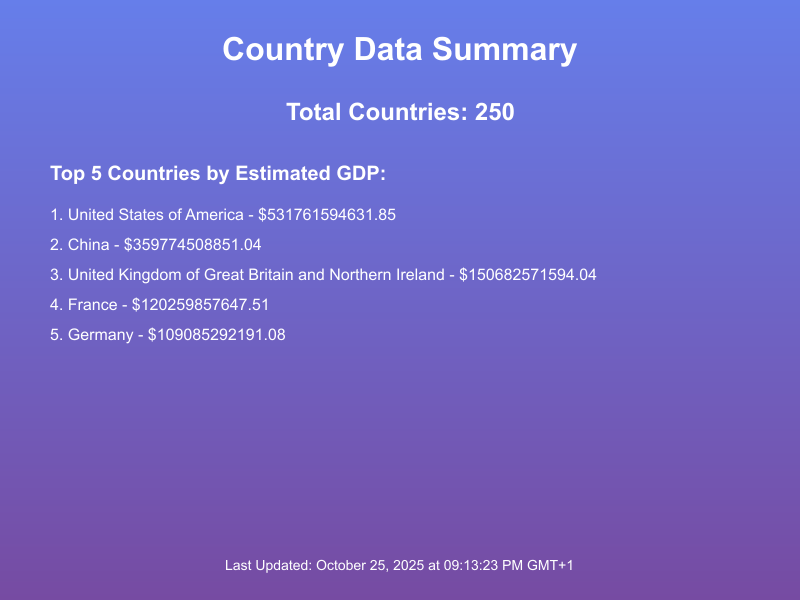 Country Data Summary
Total Countries: 250
Top 5 Countries by Estimated GDP:
1. United States of America - $531761594631.85
2. China - $359774508851.04
3. United Kingdom of Great Britain and Northern Ireland - $150682571594.04
4. France - $120259857647.51
5. Germany - $109085292191.08
Last Updated: October 25, 2025 at 09:13:23 PM GMT+1